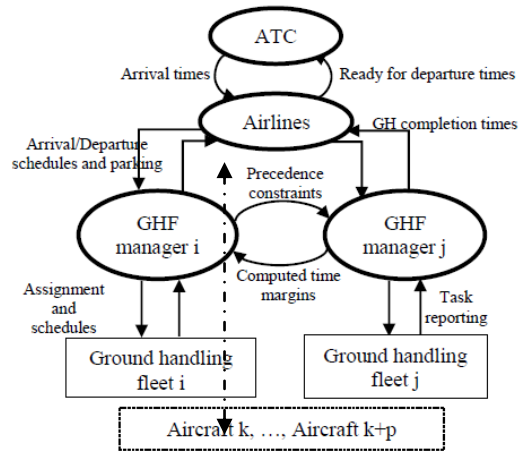 ATC
Arrival times
Ready for departure times
Airlines
Arrival/Departure
schedules and parking
GH completion times
Precedence
constraints
GHF
manager i
GHF
manager j
Computed time
margins
Assignment
and
schedules
Task
reporting
Ground handling
fleet i
Ground handling
fleet j
Aircraft k, …, Aircraft k+p